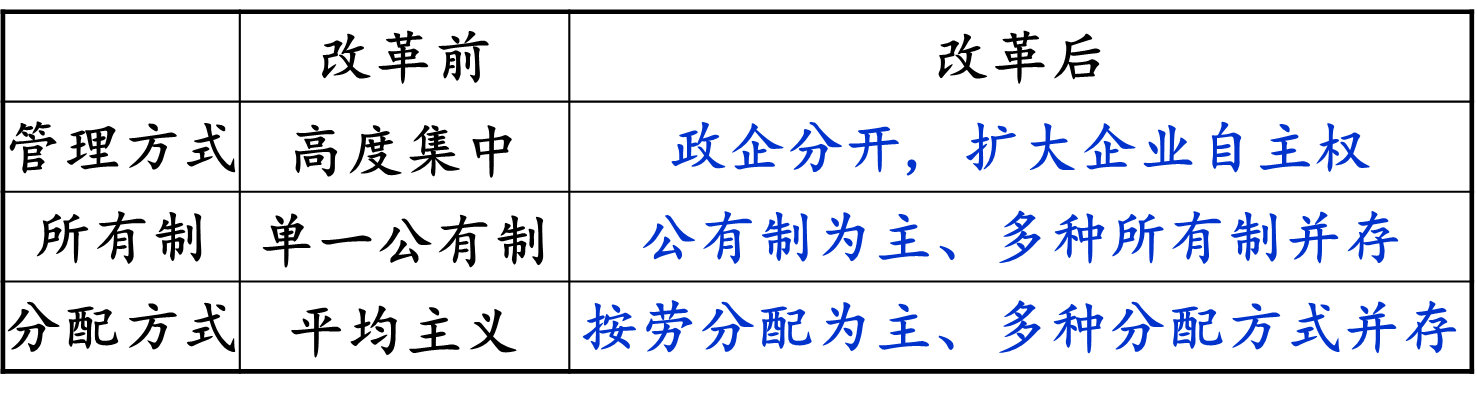 改革前 改革后
管理方式 高度集中 政企分开，扩大企业自主权
所有制 单一公有制 公有制为主、多种所有制并存
分配方式 平均主义 按劳分配为主、多种分配方式并存